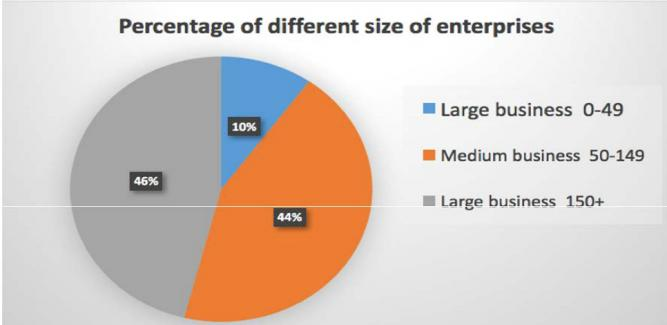 Percentage of different size of enterprises
10%
46%
44%
Large business 0-49
Medium business 50-149
Large business 150+